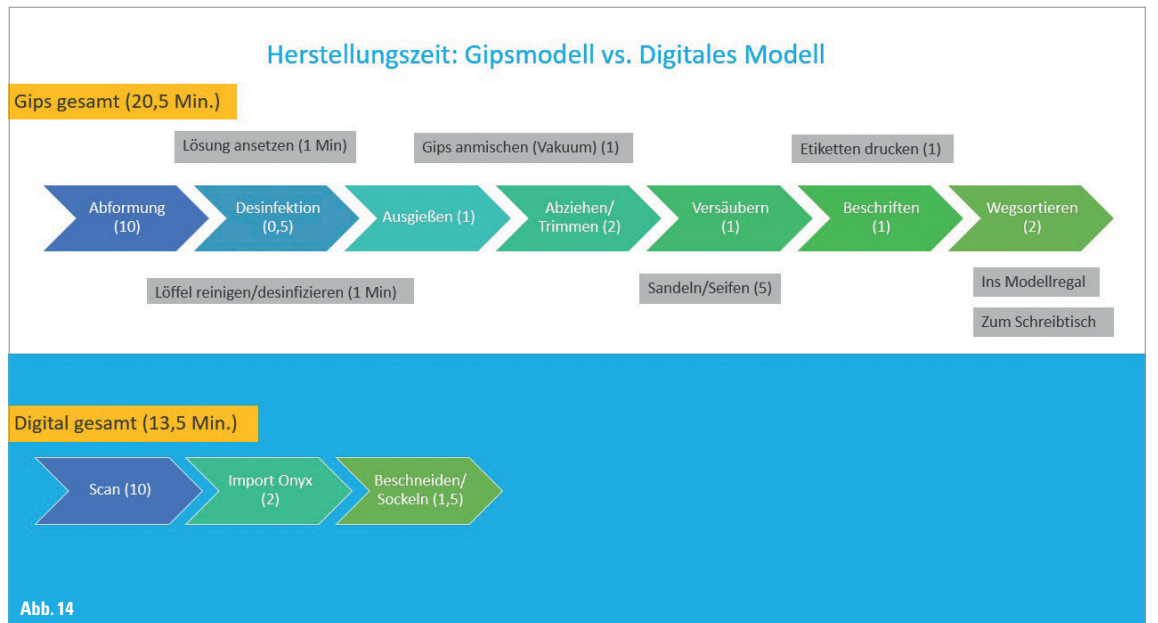 Herstellungszeit: Gipsmodell vs. Digitales Modell
Gips gesamt (20,5 Min.)
Lösung ansetzen (1 Min)
Gips anmischen (Vakuum) (1)
Etiketten drucken (1)
Abformung
(10)
Desinfektion
(0,5)
Ausgießen (1)
Abziehen/
Trimmen (2)
Versäubern
(1)
Beschriften
(1)
Wegsortieren
(2)
Löffel reinigen/desinfizieren (1 Min)
Sandeln/Seifen (5)
Ins Modellregal
Zum Schreibtisch
Digital gesamt (13,5 Min.)
Scan (10)
Import Onyx
(2)
Beschneiden/
Sockeln (1,5)
Abb. 14